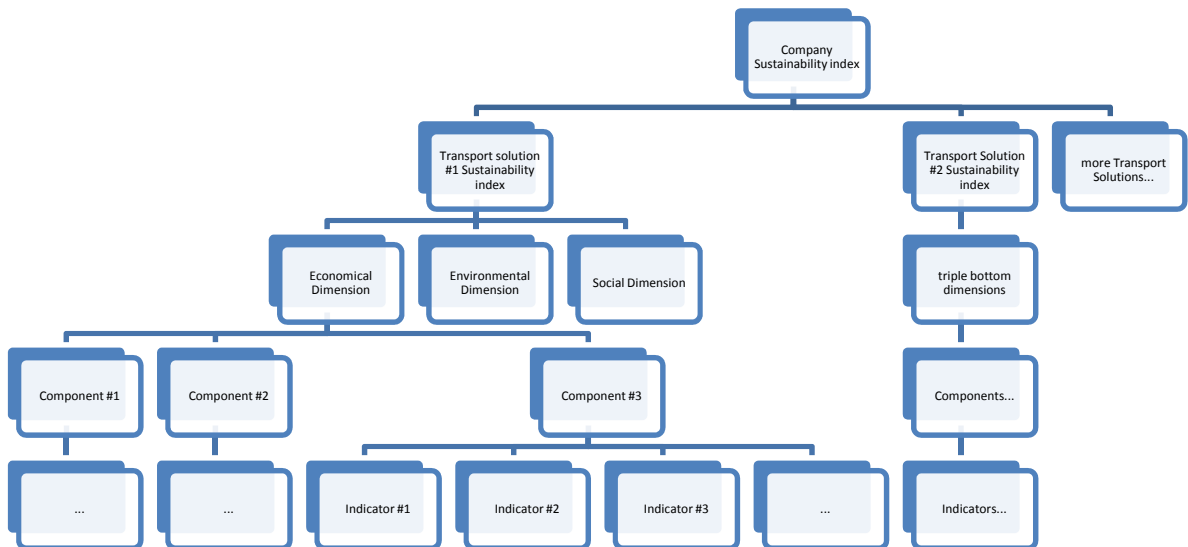 Company
Sustainability index
Transport solution
#1 Sustainability
index
Transport Solution
#2 Sustainability
index
more Transport
Solutions...
Economical
Dimension
Environmental
Dimension
Social Dimension
triple bottom
dimensions
Component #1
Component #2
Component #3
Components...
...
...
Indicator #1
Indicator #2
Indicator #3
...
Indicators...